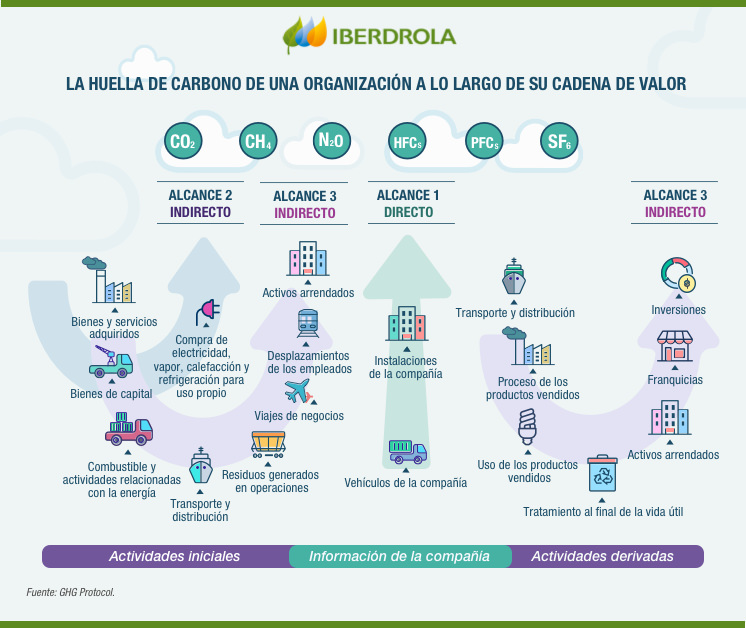 IBERDROLA
LA HUELLA DE CARBONO DE UNA ORGANIZACIÓN A LO LARGO DE SU CADENA DE VALOR
CO₂
CH₄
N₂O
HFCₛ
PFCₛ
SF₆
ALCANCE 2
INDIRECTO
ALCANCE 3
INDIRECTO
ALCANCE 1
DIRECTO
ALCANCE 3
INDIRECTO
Bienes y servicios
adquiridos
Bienes de capital
Combustible y
actividades relacionadas
con la energía
Compra de
electricidad,
vapor, calefacción y
refrigeración para
uso propio
Transporte y
distribución
Activos arrendados
Desplazamientos
de los empleados
Viajes de negocios
Residuos generados
en operaciones
Instalaciones
de la compañía
Vehículos de la compañía
Transporte y distribución
Proceso de los
productos vendidos
Uso de los productos
vendidos
Tratamiento al final de la vida útil
Inversiones
Franquicias
Activos arrendados
Actividades iniciales
Información de la compañía
Actividades derivadas
Fuente: GHG Protocol.